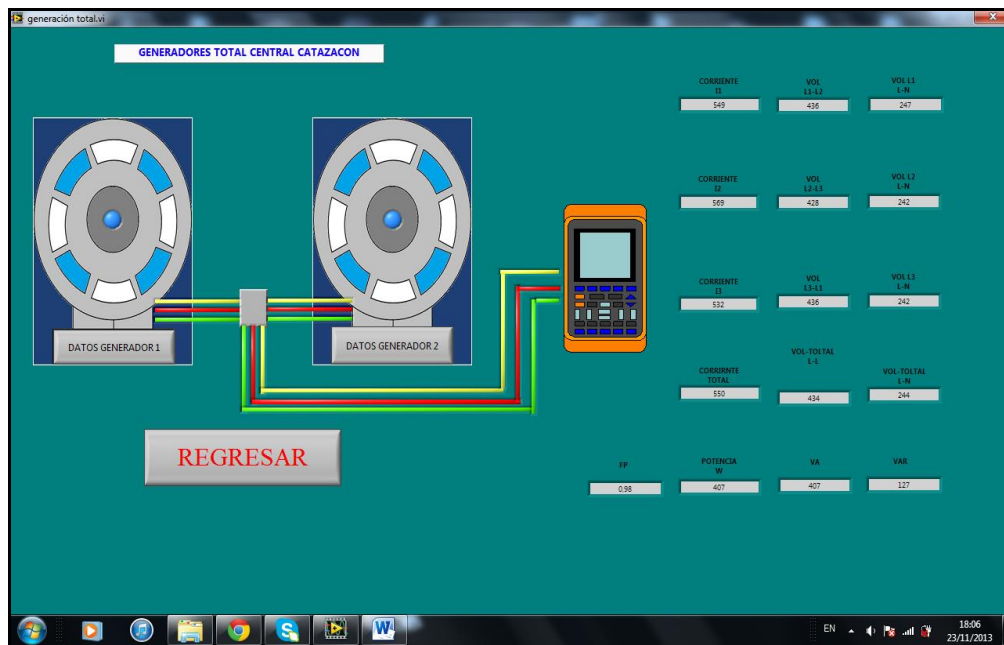 generación total.vi
GENERADORES TOTAL CENTRAL CATAZACON
CORRIENTE
I1
549
VOL
L1-L2
436
VOL L1
L-N
247
CORRIENTE
I2
569
VOL
L2-L3
428
VOL L2
L-N
242
CORRIENTE
I3
532
VOL
L3-L1
436
VOL L3
L-N
242
DATOS GENERADOR 1
DATOS GENERADOR 2
CORRIRNTE
TOTAL
550
VOL-TOLTAL
L-L
434
VOL-TOLTAL
L-N
244
REGRESAR
FP
0,98
POTENCIA
W
407
VA
407
VAR
127
EN
18:06
23/11/2013